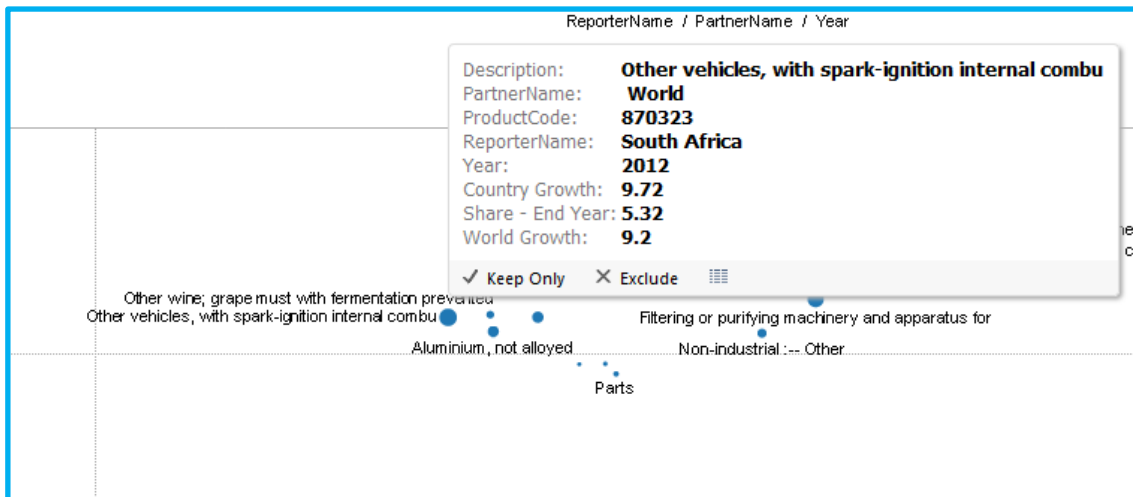 ReporterName / PartnerName / Year
Description: Other vehicles, with spark-ignition internal combu
PartnerName: World
ProductCode: 870323
ReporterName: South Africa
Year: 2012
Country Growth: 9.72
Share - End Year: 5.32
World Growth: 9.2
Keep Only Exclude
Other wine; grape must with fermentation prevented
Other vehicles, with spark-ignition internal combu
Filtering or purifying machinery and apparatus for
Aluminium, not alloyed
Non-industrial :-- Other
Parts